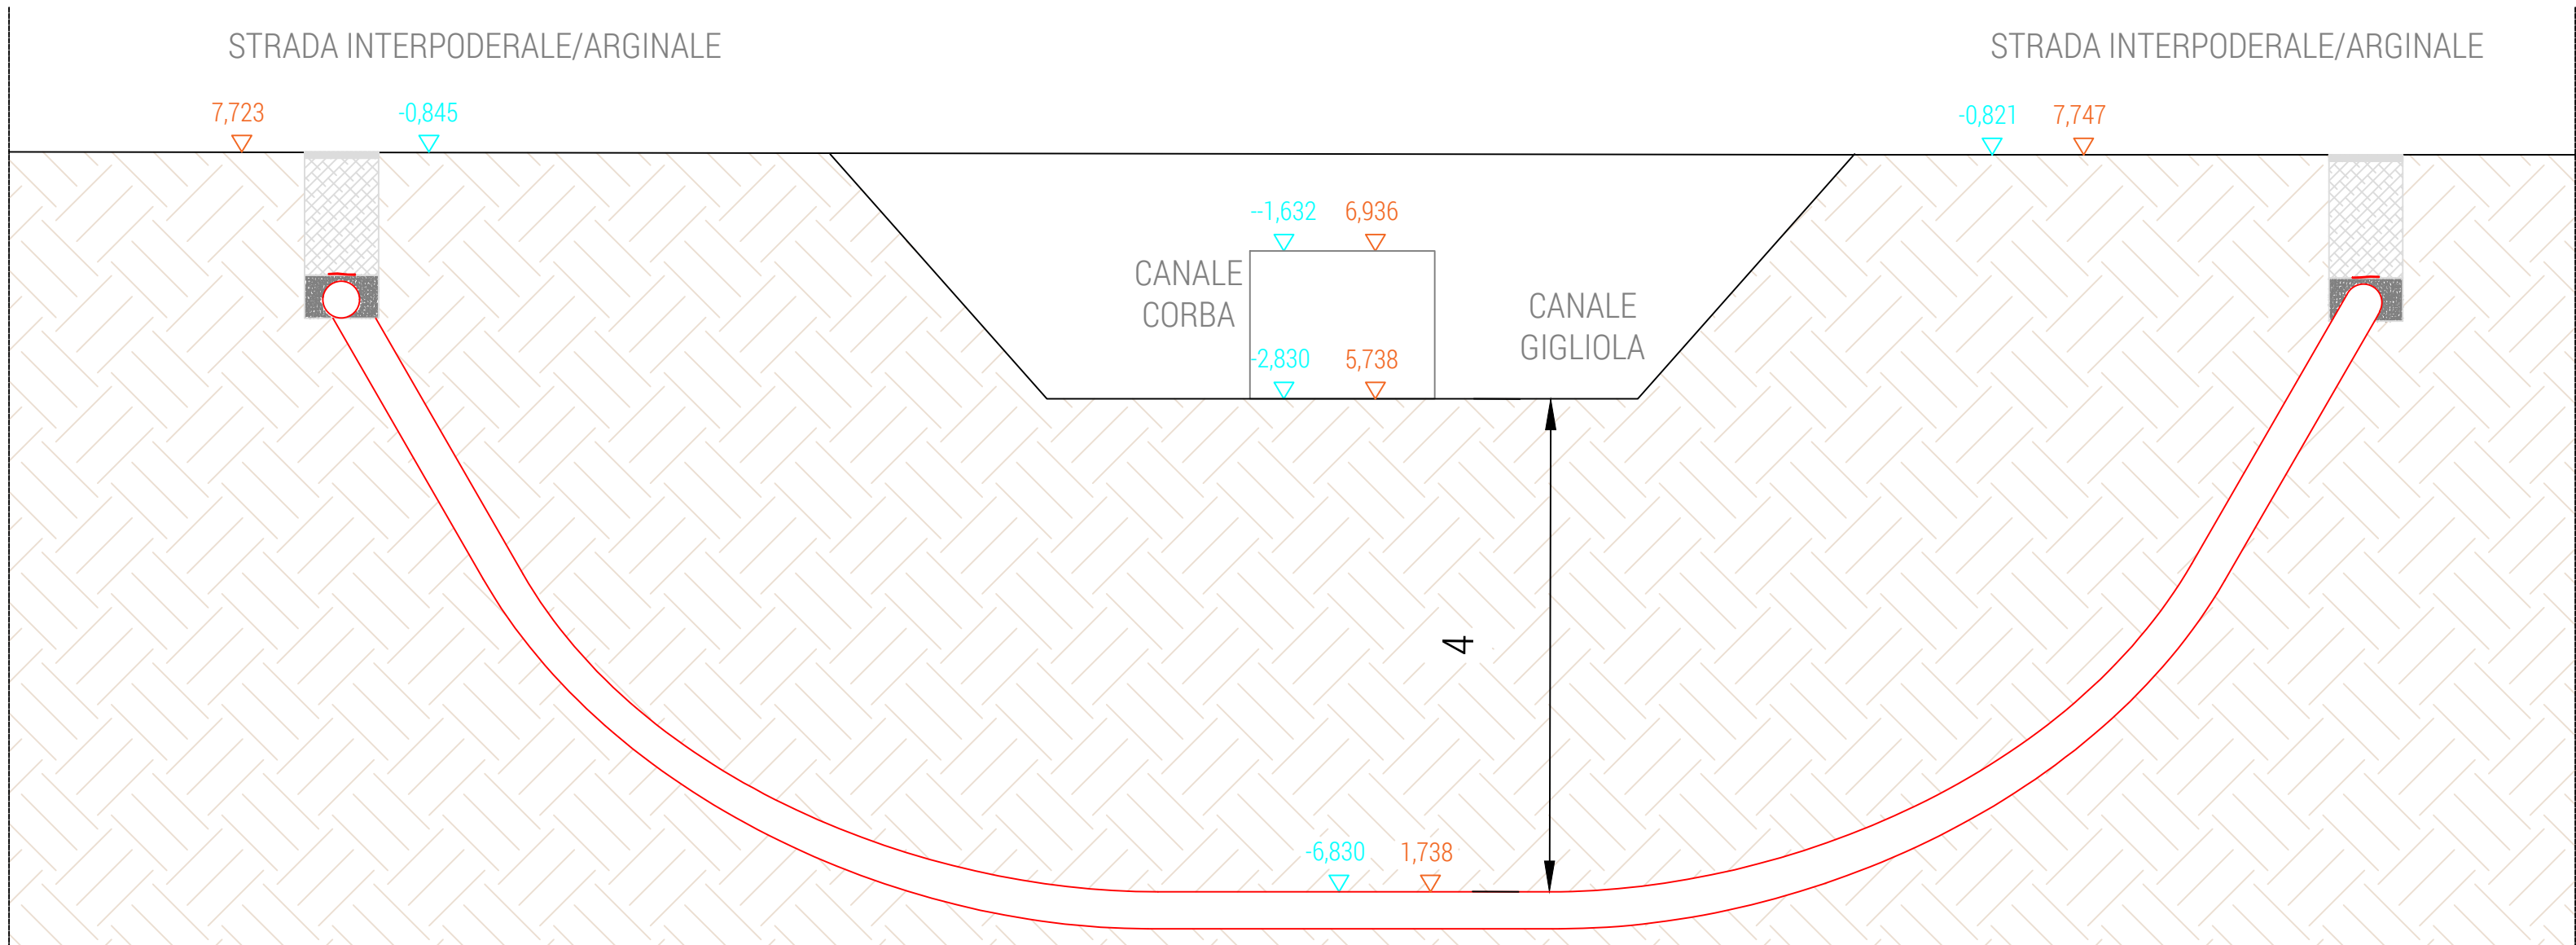 STRADA INTERPODERALE/ARGINALE
STRADA INTERPODERALE/ARGINALE
7,723
-0,845
-0,821
7,747
--1,632
6,936
CANALE
CORBA
CANALE
GIGLIOLA
-2,830
5,738
4
-6,830
1,738